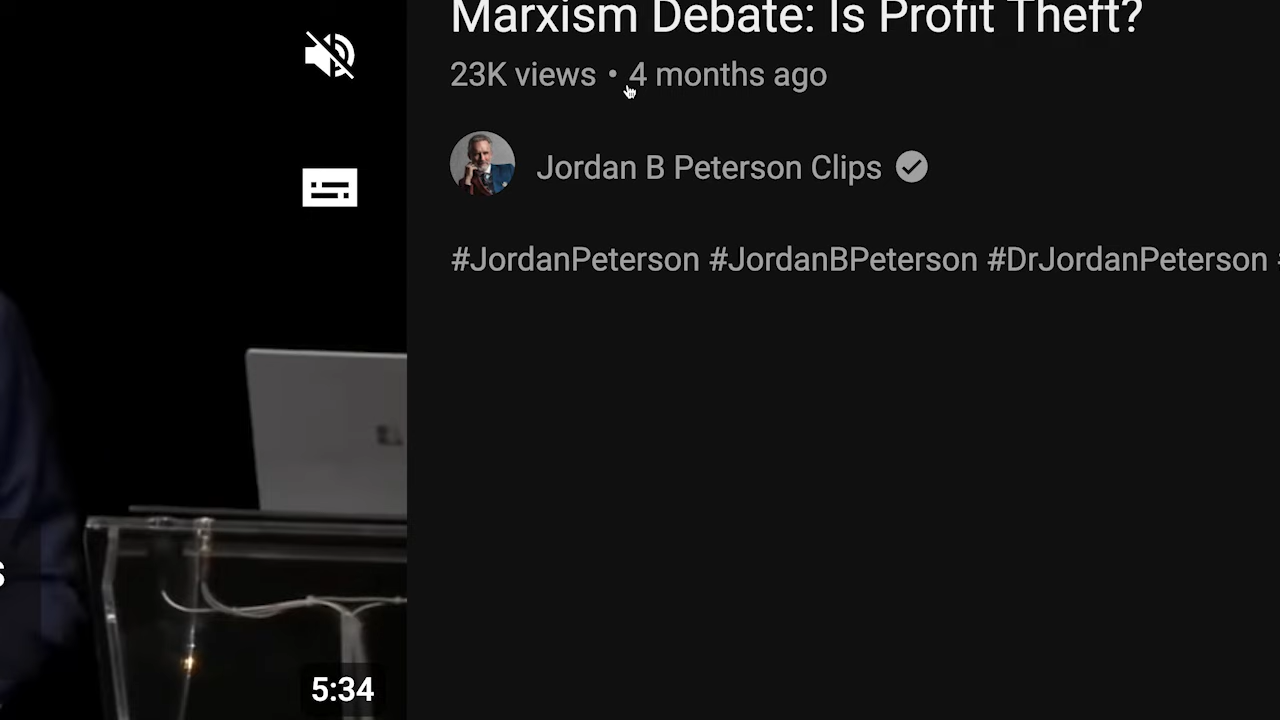 Marxism Debate: Is Profit Theft?
23K views • 4 months ago
Jordan B Peterson Clips
#JordanPeterson #JordanBPeterson #DrJordanPeterson
5:34